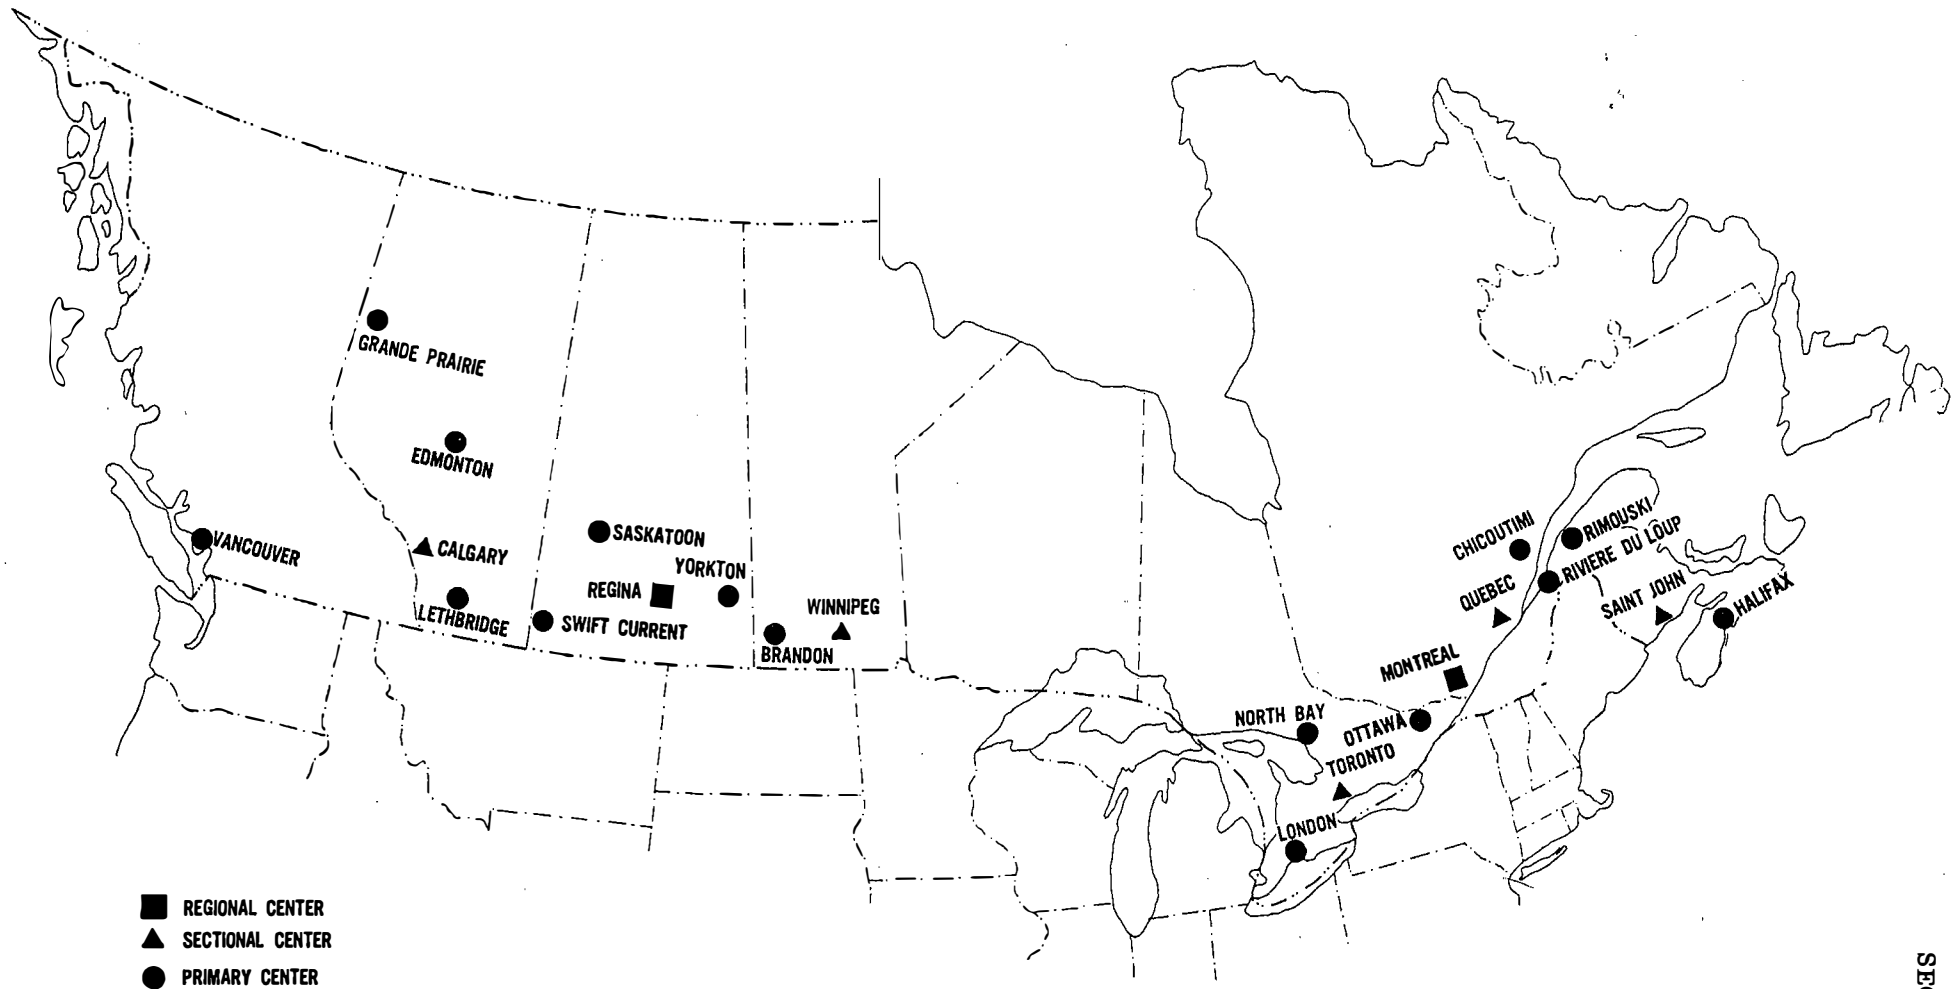 GRANDE PRAIRIE
EDMONTON
VANCOUVER
CALGARY
LETHBRIDGE
SASKATOON
YORKTON
REGINA
SWIFT CURRENT
WINNIPEG
BRANDON
CHICOUTIMI
RIMOUSKI
RIVIERE DU LOUP
QUEBEC
SAINT JOHN
HALIFAX
MONTREAL
NORTH BAY
OTTAWA
TORONTO
LONDON
REGIONAL CENTER
SECTIONAL CENTER
PRIMARY CENTER